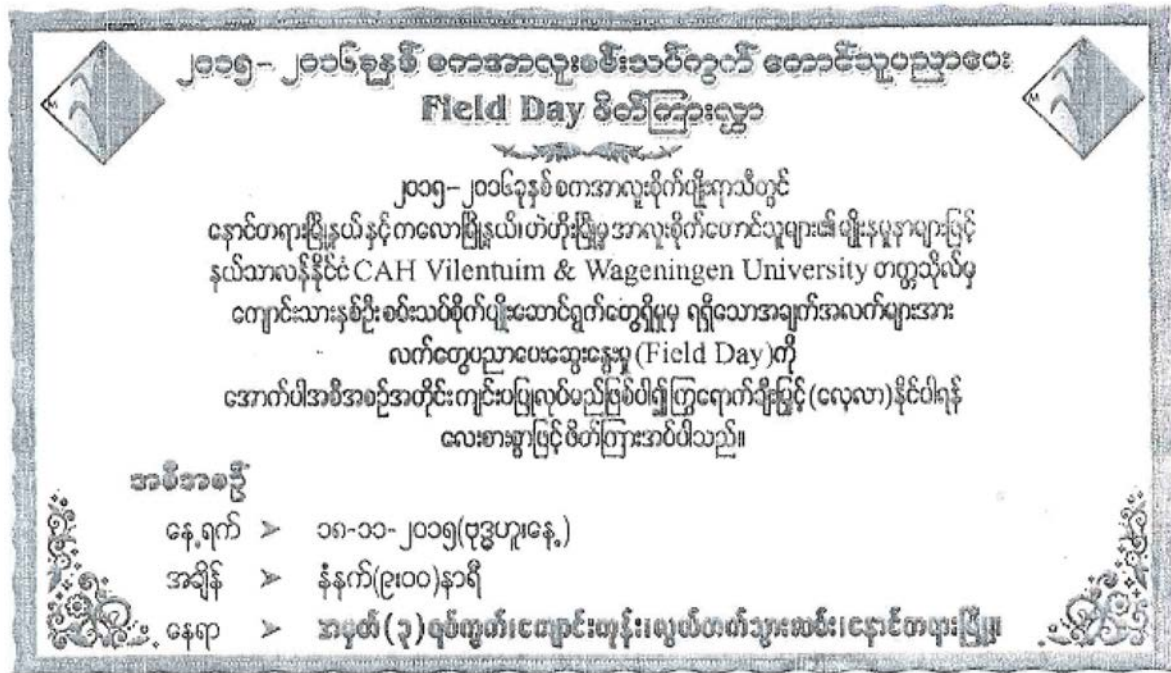 ၂၀၁၅–၂၀၁၆ခုနှစ် စကအာလူးစမ်းသပ်ကွက် တောင်သူပညာပေး
Field Day ဖိတ်ကြားလွှာ
၂၀၁၅–၂၀၁၆ခုနှစ်စကအာလူးစိုက်ပျိုးရာသီတွင်
နောင်တရားမြို့နယ်နှင့်ကလောမြို့နယ်၊ဟဲဟိုးမြို့မှအာလူးစိုက်တောင်သူများ၏မျိုးနမူနာများဖြင့်
နယ်သာလန်နိုင်ငံ CAH Vilentuim & Wageningen University တတ္တသိုလ်မှ
ကျောင်းသားနှစ်ဦးစမ်းသပ်စိုက်ပျိုးဆောင်ရွက်တွေ့ရှိမှုမှ ရရှိသောအချက်အလက်များအား
လက်တွေ့ပညာပေးဆွေးနွေးမှု(Field Day)ကို
အောက်ပါအစီအစဉ်အတိုင်းကျင်းပပြုလုပ်မည်ဖြစ်ပါ၍ကြွရောက်ချီးမြှင့်(လေ့လာ)နိုင်ပါရန်
လေးစားစွာဖြင့်ဖိတ်ကြားအပ်ပါသည်။
အစီအစဉ်
နေ့ရက် ➢ ၁၈-၁၁-၂၀၁၅(ဗုဒ္ဓဟူးနေ့)
အချိန် ➢ နံနက်(၉း၀၀)နာရီ
နေရာ ➢ အမှတ်(၃)ရပ်ကွက်၊ကျောင်းကုန်း၊လွယ်တက်သွားလမ်း၊နောင်တရားမြို့။